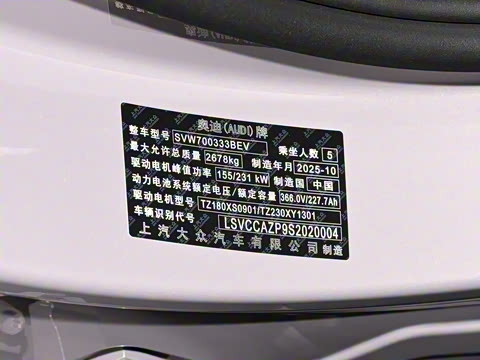 奥迪(AUDI)牌
整车型号 SVW700333BEV 乘坐人数 5
最大允许总质量 2678kg 制造年月 2025-10
驱动电机峰值功率 155/231 kW 制造国 中国
动力电池系统额定电压/额定容量 366.0V/227.7Ah
驱动电机型号 TZ180XS0901/TZ230XY1301
车辆识别代号 LSVCCAZP9S2020004
上汽大众汽车有限公司 制造